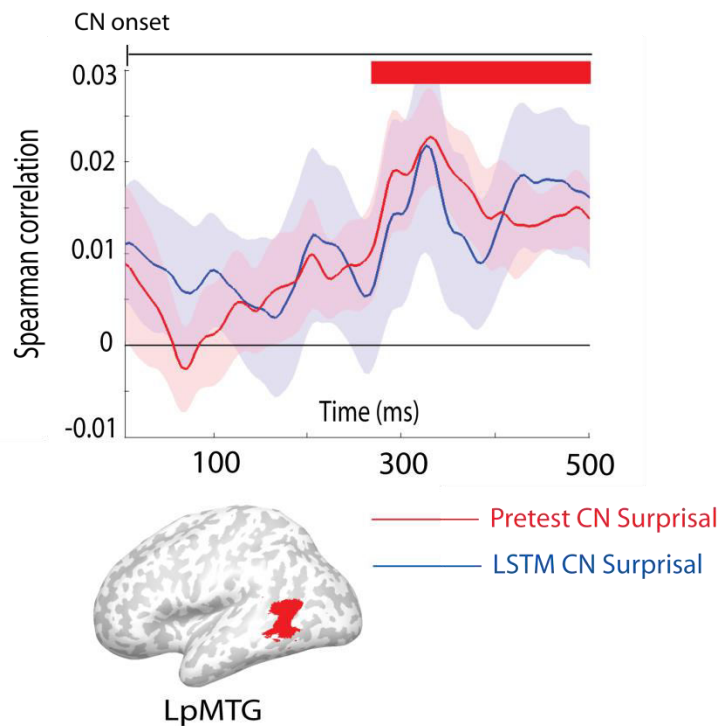 CN onset
0.03
0.02
0.01
0
-0.01
Spearman correlation
Time (ms)
100 300 500
Pretest CN Surprisal
LSTM CN Surprisal
LpMTG